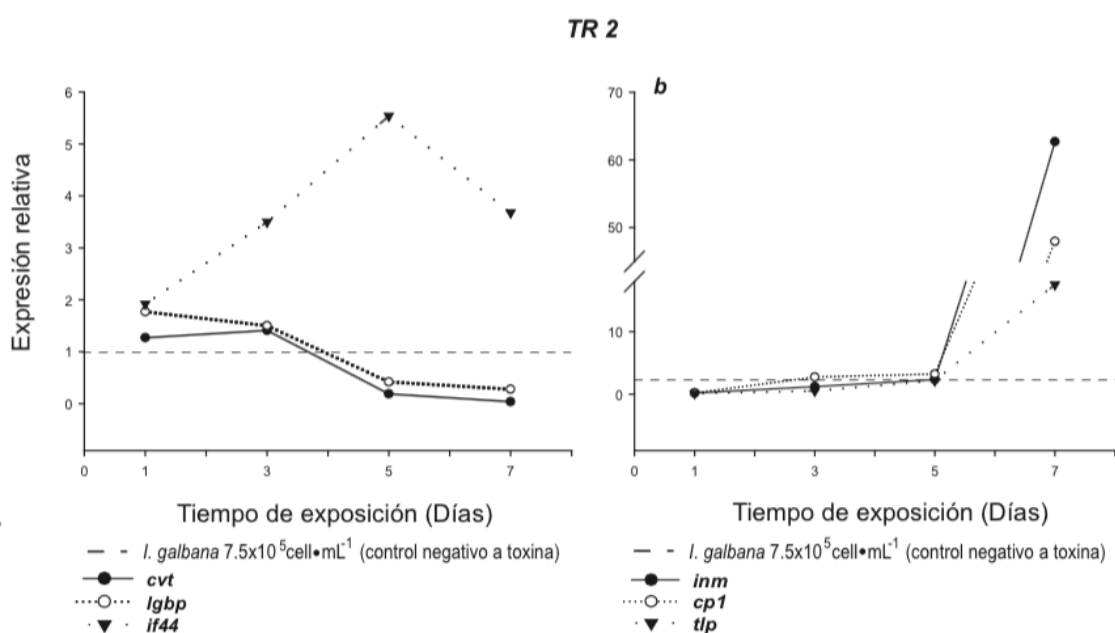 TR 2
b
Expresión relativa
6
5
4
3
2
1
0
0
1
3
5
7
Tiempo de exposición (Días)
I. galbana 7.5x10⁵cell•mL⁻¹ (control negativo a toxina)
cvt
lgbp
if44
70
60
50
10
0
0
1
3
5
7
Tiempo de exposición (Días)
I. galbana 7.5x10⁵cell•mL⁻¹ (control negativo a toxina)
inm
cp1
tlp